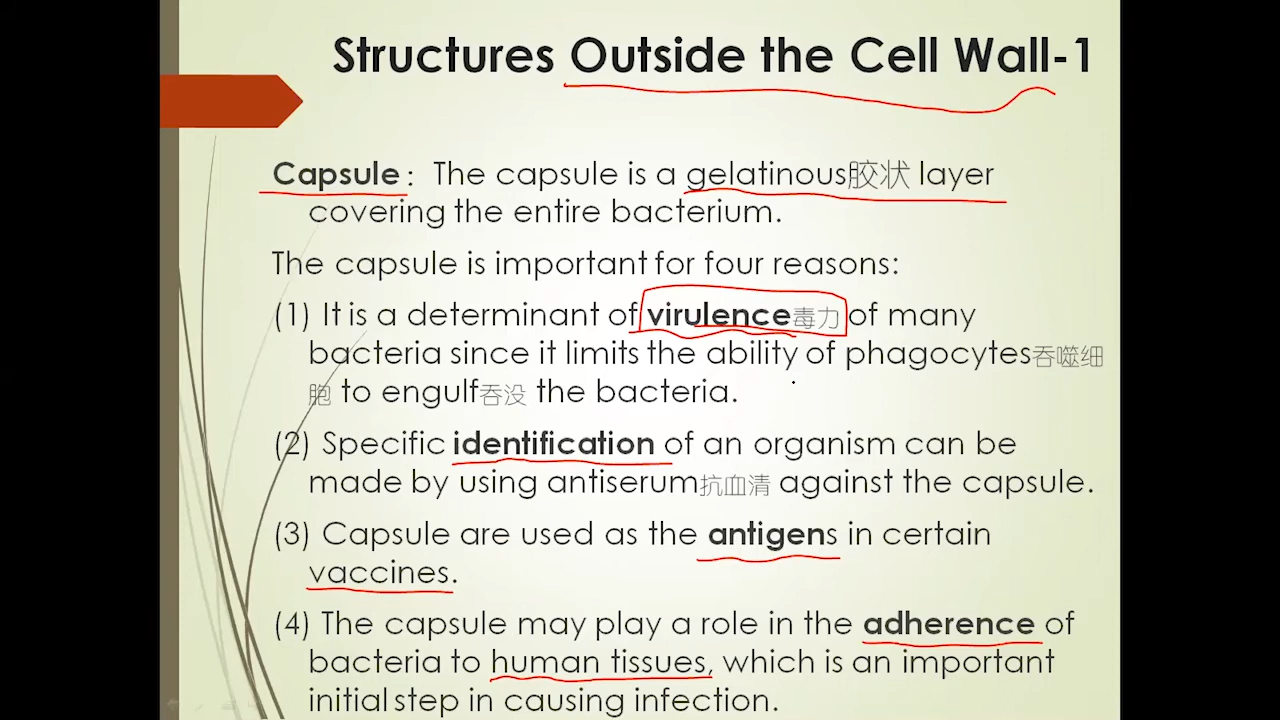 Structures Outside the Cell Wall-1
Capsule： The capsule is a gelatinous胶状 layer
covering the entire bacterium.
The capsule is important for four reasons:
(1) It is a determinant of virulence毒力 of many
bacteria since it limits the ability of phagocytes吞噬细
胞 to engulf吞没 the bacteria.
(2) Specific identification of an organism can be
made by using antiserum抗血清 against the capsule.
(3) Capsule are used as the antigens in certain
vaccines.
(4) The capsule may play a role in the adherence of
bacteria to human tissues, which is an important
initial step in causing infection.